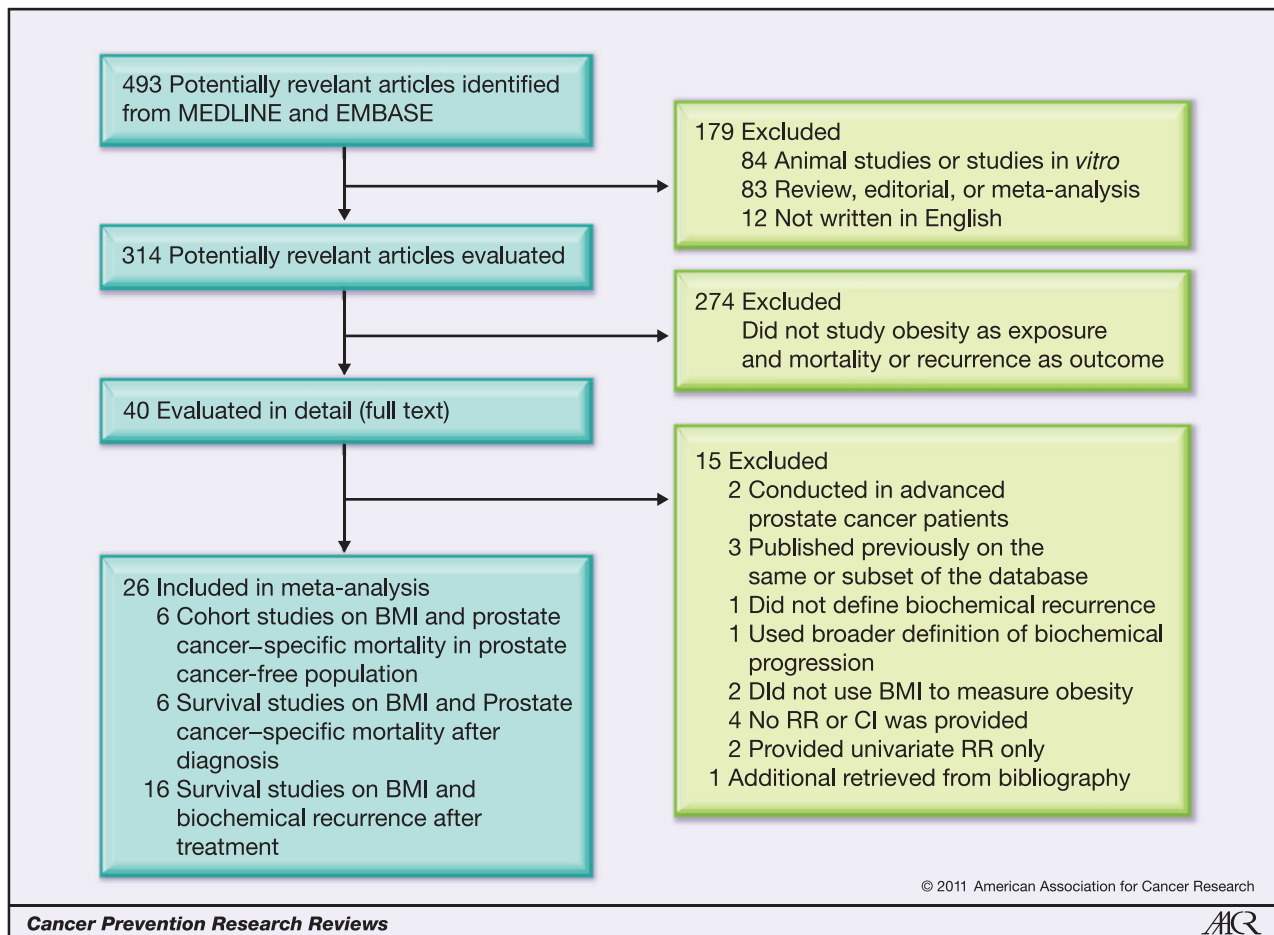 493 Potentially revelant articles identified
from MEDLINE and EMBASE
179 Excluded
84 Animal studies or studies in vitro
83 Review, editorial, or meta-analysis
12 Not written in English
314 Potentially revelant articles evaluated
274 Excluded
Did not study obesity as exposure
and mortality or recurrence as outcome
40 Evaluated in detail (full text)
15 Excluded
2 Conducted in advanced
prostate cancer patients
3 Published previously on the
same or subset of the database
1 Did not define biochemical recurrence
1 Used broader definition of biochemical
progression
2 DId not use BMI to measure obesity
4 No RR or CI was provided
2 Provided univariate RR only
1 Additional retrieved from bibliography
26 Included in meta-analysis
6 Cohort studies on BMI and prostate
cancer–specific mortality in prostate
cancer-free population
6 Survival studies on BMI and Prostate
cancer–specific mortality after
diagnosis
16 Survival studies on BMI and
biochemical recurrence after
treatment
© 2011 American Association for Cancer Research
Cancer Prevention Research Reviews
AACR